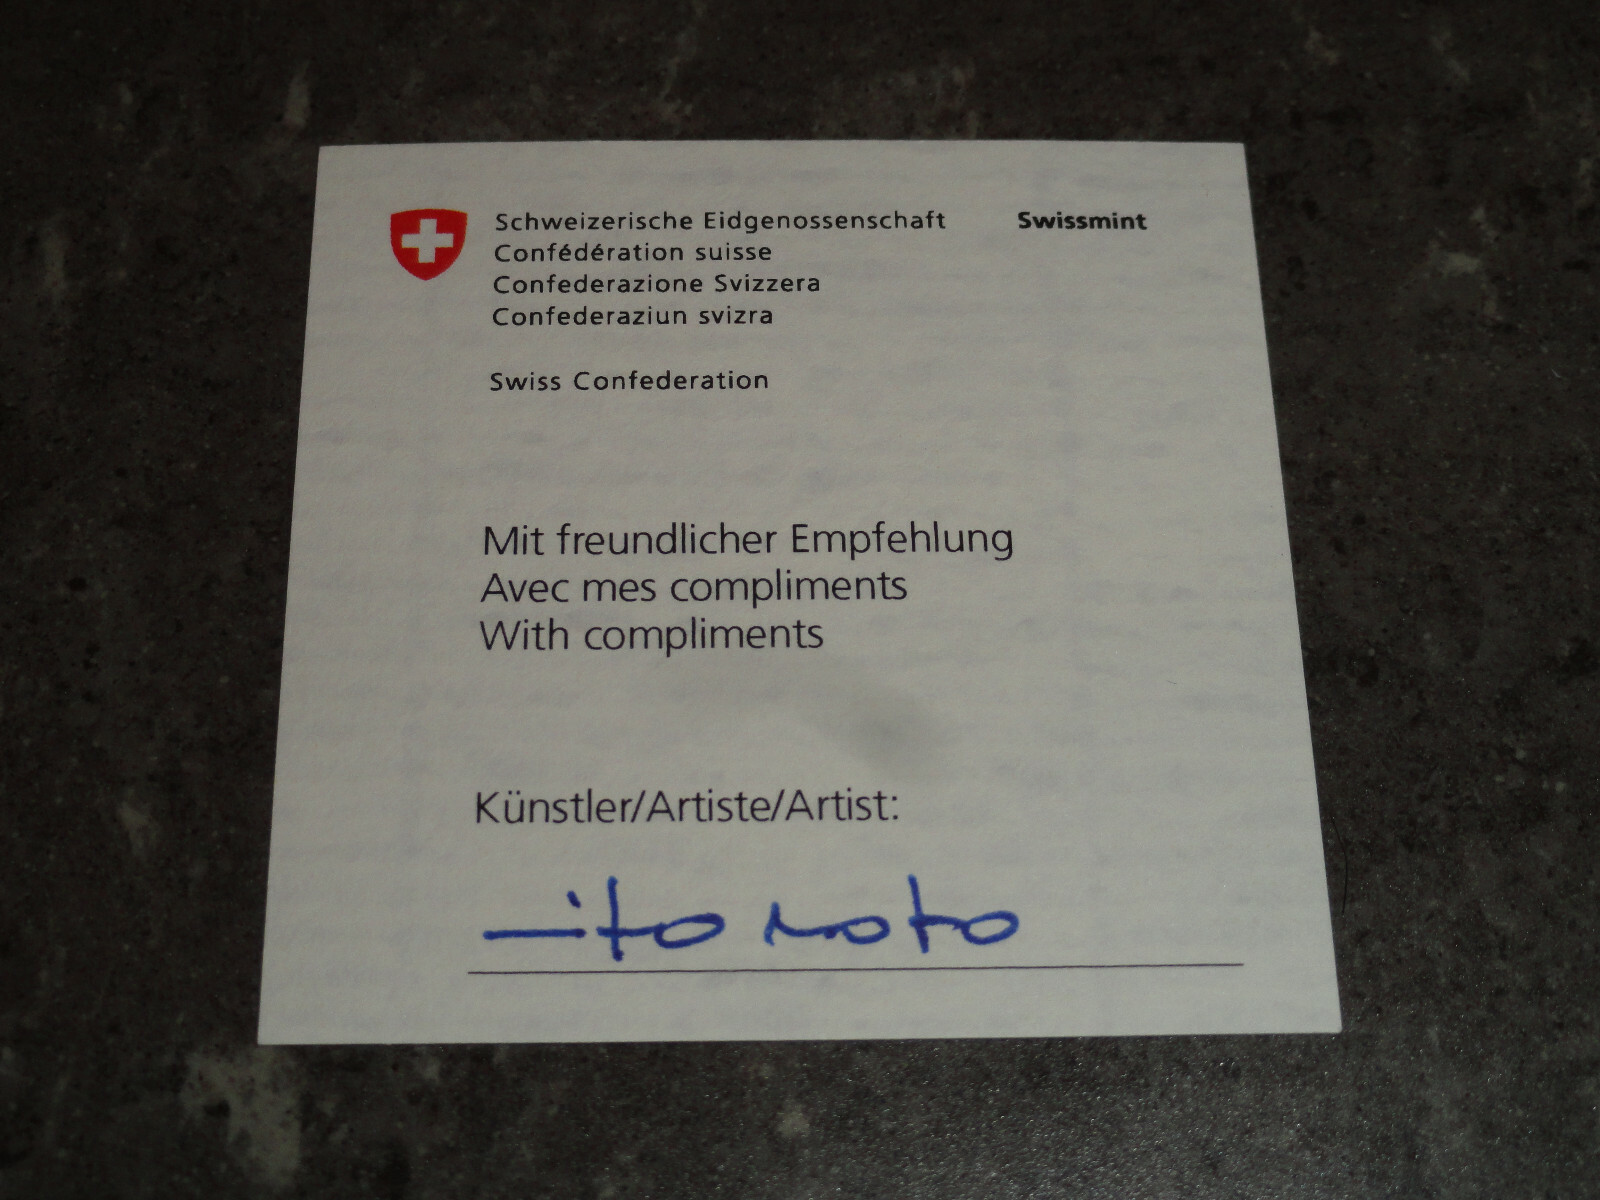 Schweizerische Eidgenossenschaft
Confédération suisse
Confederazione Svizzera
Confederaziun svizra
Swissmint
Swiss Confederation
Mit freundlicher Empfehlung
Avec mes compliments
With compliments
Künstler/Artiste/Artist: